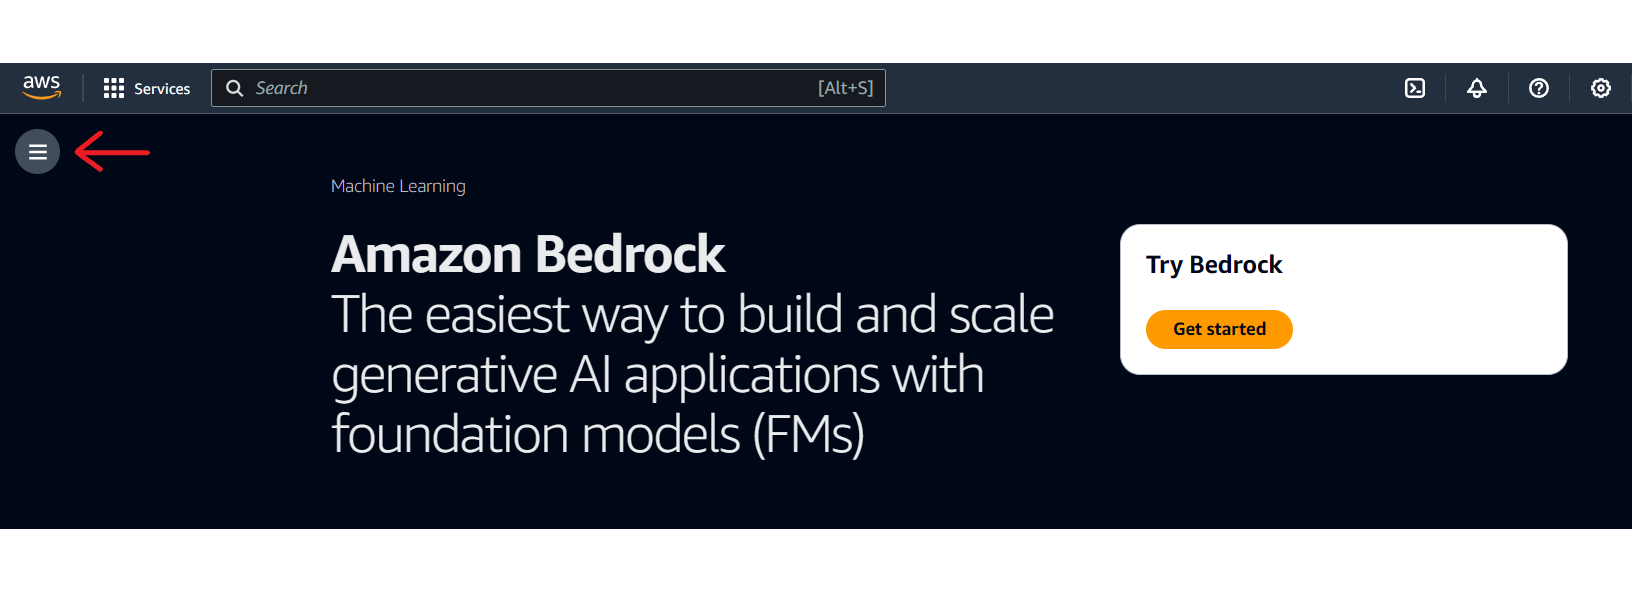 aws
Services
Search
[Alt+S]
Machine Learning
Amazon Bedrock
The easiest way to build and scale
generative AI applications with
foundation models (FMs)
Try Bedrock
Get started